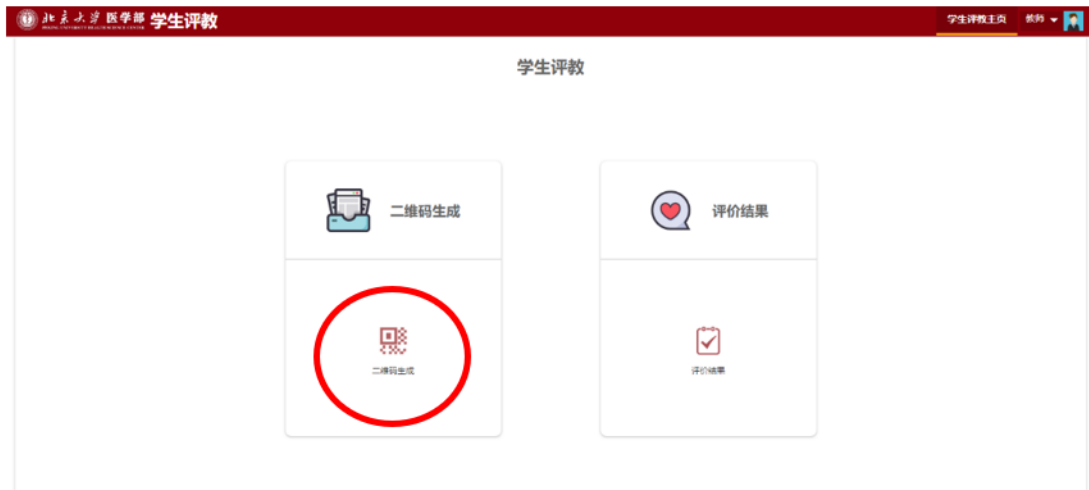 北京大学医学部 学生评教
学生评教主页 教师
学生评教
二维码生成
评价结果
二维码生成
评价结果